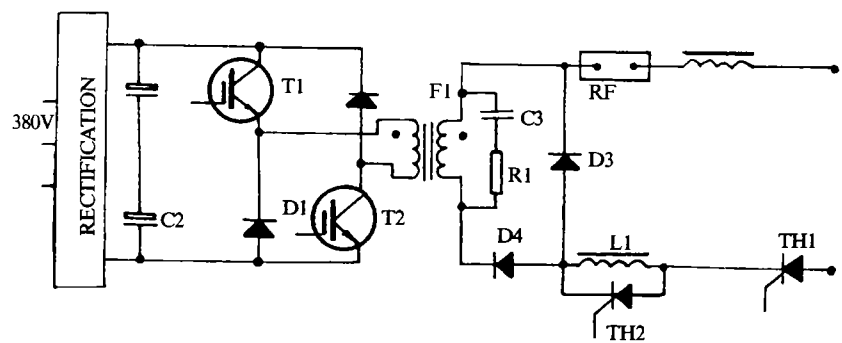 380V
RECTIFICATION
C2
T1
D1
T2
F1
C3
R1
RF
D3
D4
L1
TH1
TH2